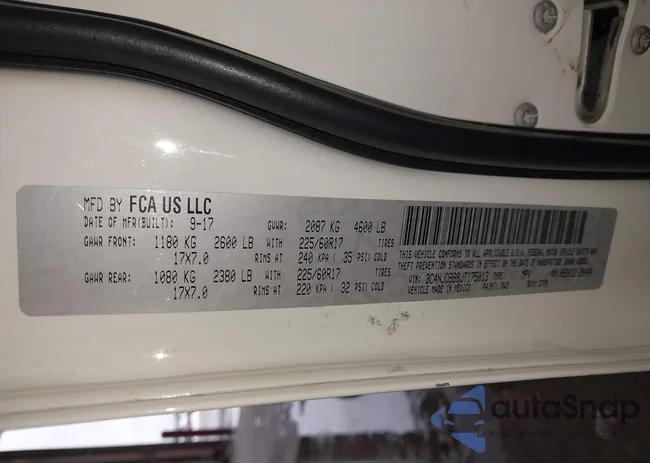 MFD BY FCA US LLC
DATE OF MFR(BUILT) 9-17 GVWR: 2087 KG 4600 LB
GAWR FRONT: 1180 KG 2600 LB WITH 225/60R17 TIRES
17X7.0 RIMS AT 240 KPA ( 35 PSI) COLD
GAWR REAR: 1080 KG 2380 LB WITH 225/60R17 TIRES
17X7.0 RIMS AT 220 KPA ( 32 PSI) COLD
THIS VEHICLE CONFORMS TO ALL APPLICABLE U.S.A. FEDERAL MOTOR VEHICLE SAFETY AND
THEFT PREVENTION STANDARDS IN EFFECT ON THE DATE OF MANUFACTURE SHOWN ABOVE.
VIN: TYPE: MPV
VEHICLE MADE IN MEXICO PAINT:
autoSnap